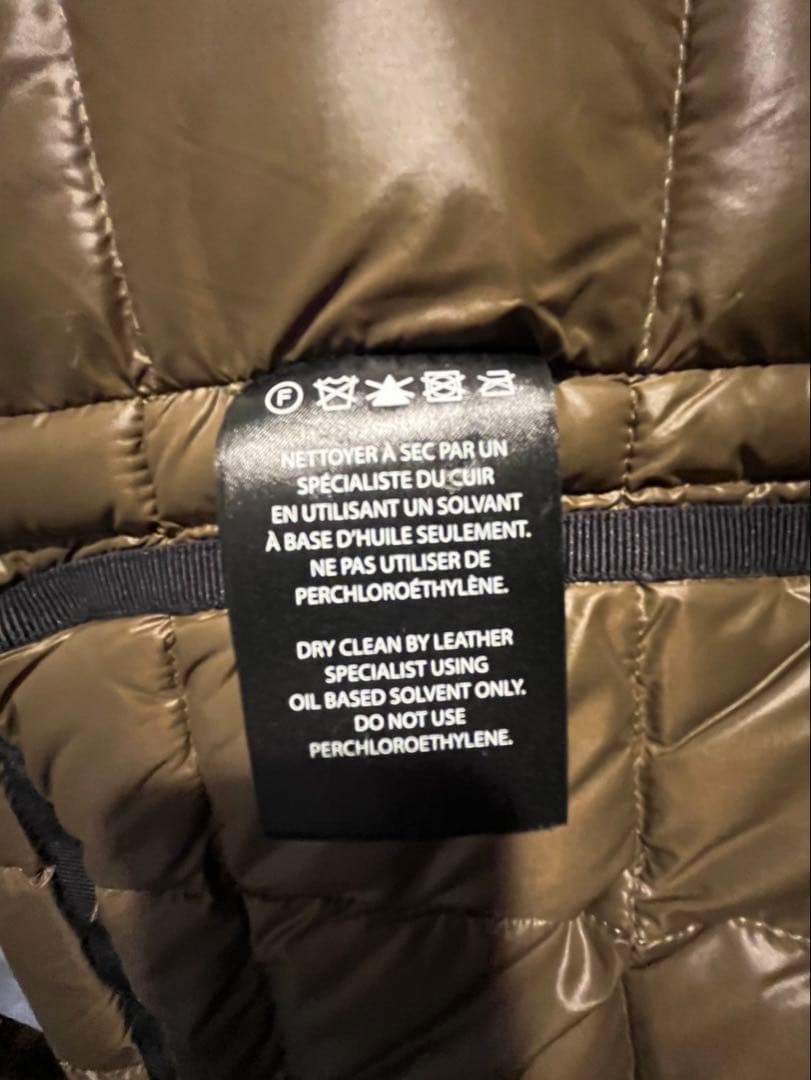 F
NETTOYER À SEC PAR UN
SPÉCIALISTE DU CUIR
EN UTILISANT UN SOLVANT
À BASE D'HUILE SEULEMENT.
NE PAS UTILISER DE
PERCHLOROÉTHYLÈNE.
DRY CLEAN BY LEATHER
SPECIALIST USING
OIL BASED SOLVENT ONLY.
DO NOT USE
PERCHLOROETHYLENE.